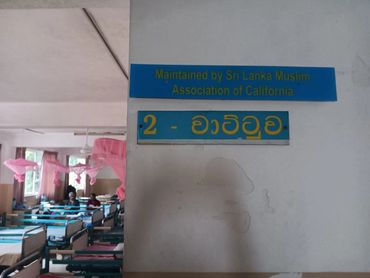 Maintained by Sri Lanka Muslim
Association of California
2 - වාට්ටුව